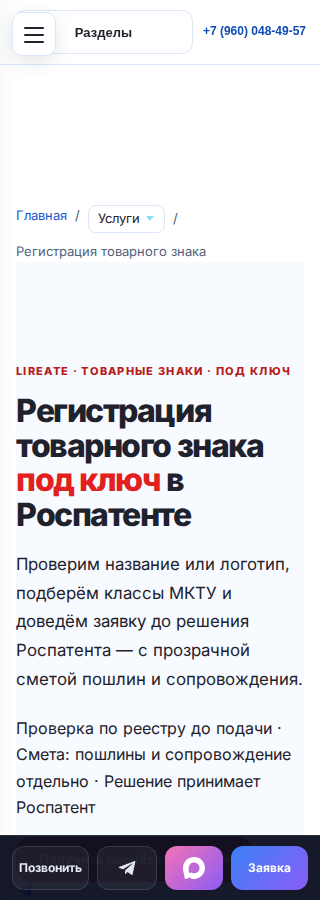 Разделы
+7 (960) 048-49-57
Главная / Услуги /
Регистрация товарного знака
LIREATE · ТОВАРНЫЕ ЗНАКИ · ПОД КЛЮЧ
Регистрация
товарного знака
под ключ в
Роспатенте
Проверим название или логотип,
подберём классы МКТУ и
доведём заявку до решения
Роспатента — с прозрачной
сметой пошлин и сопровождения.
Проверка по реестру до подачи ·
Смета: пошлины и сопровождение
отдельно · Решение принимает
Роспатент
Позвонить
Заявка